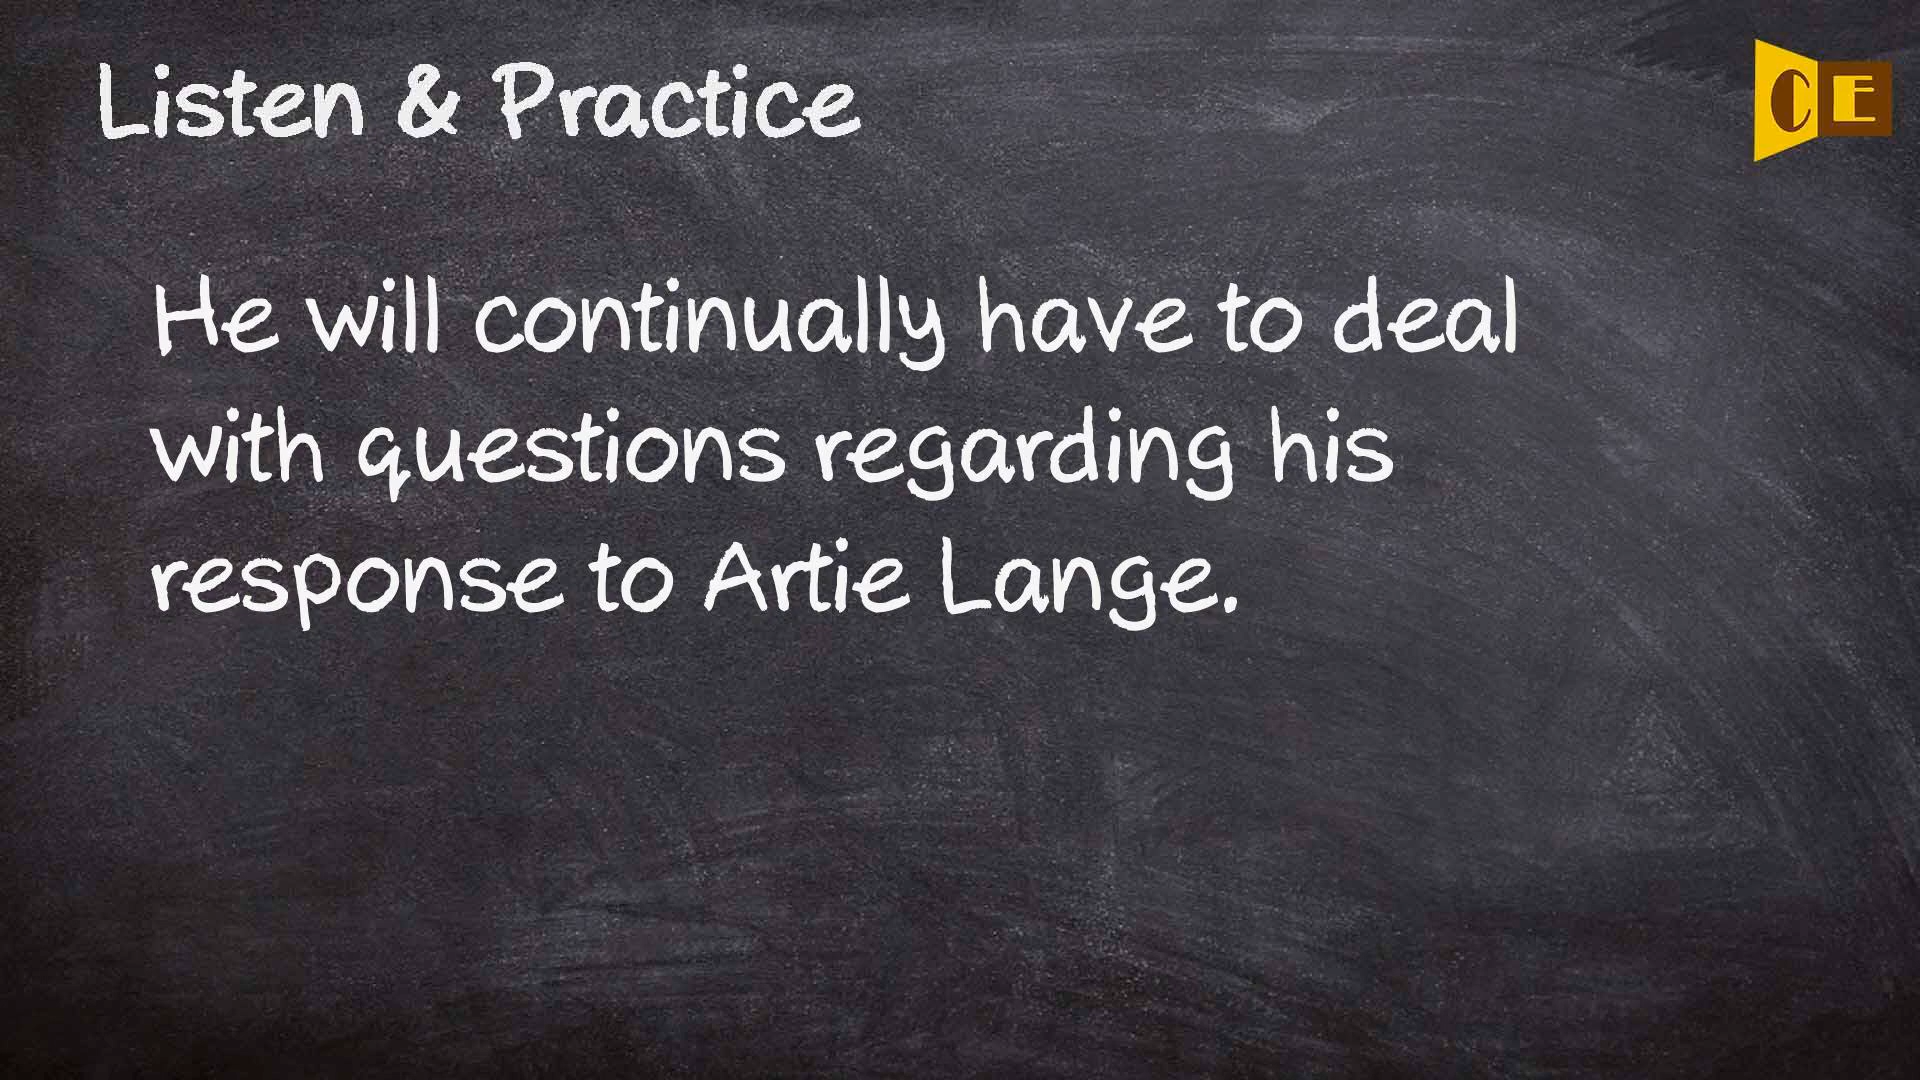 Listen & Practice
CE
He will continually have to deal
with questions regarding his
response to Artie Lange.